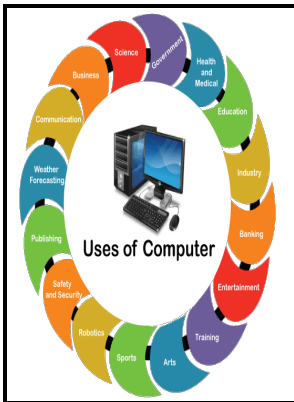 Science
Government
Health
and
Medical
Education
Industry
Banking
Entertainment
Training
Arts
Sports
Robotics
Safety
and Security
Publishing
Weather
Forecasting
Communication
Business
Uses of Computer